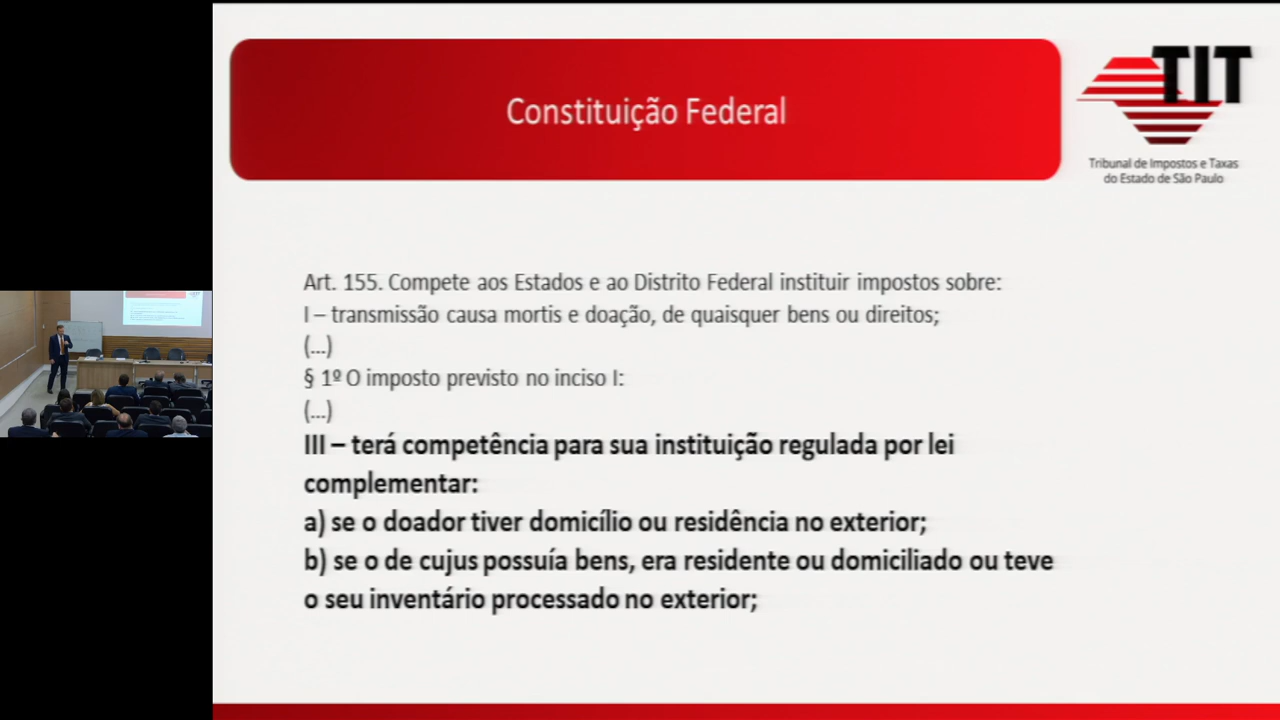 Constituição Federal
TIT
Tribunal de Impostos e Taxas
do Estado de São Paulo
Art. 155. Compete aos Estados e ao Distrito Federal instituir impostos sobre:
I – transmissão causa mortis e doação, de quaisquer bens ou direitos;
(...)
§ 1º O imposto previsto no inciso I:
(...)
III – terá competência para sua instituição regulada por lei
complementar:
a) se o doador tiver domicílio ou residência no exterior;
b) se o de cujus possuía bens, era residente ou domiciliado ou teve
o seu inventário processado no exterior;